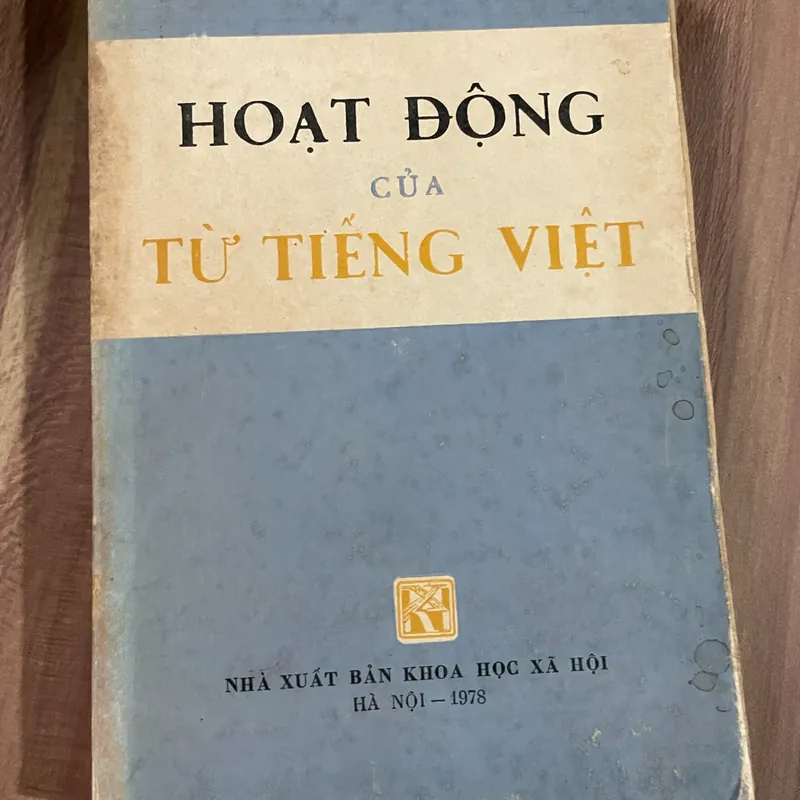 HOẠT ĐỘNG
CỦA
TỪ TIẾNG VIỆT
NHÀ XUẤT BẢN KHOA HỌC XÃ HỘI
HÀ NỘI – 1978